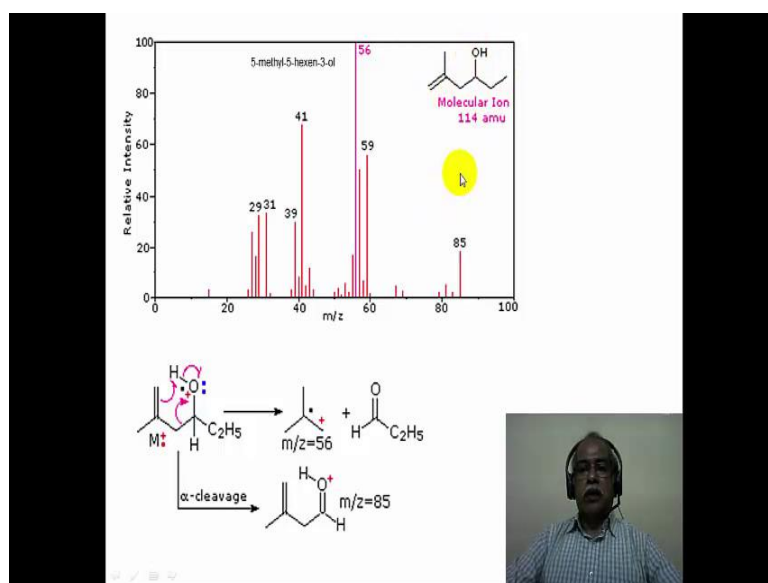 5-methyl-5-hexen-3-ol
56
OH
Molecular Ion
114 amu
41
59
29 31
39
85
Relative Intensity
100
80
60
40
20
0
0 20 40 60 80 100
m/z
H
O
+
C2H5
H
M+
m/z=56
+
O
H
C2H5
α-cleavage
H
O+
H
m/z=85